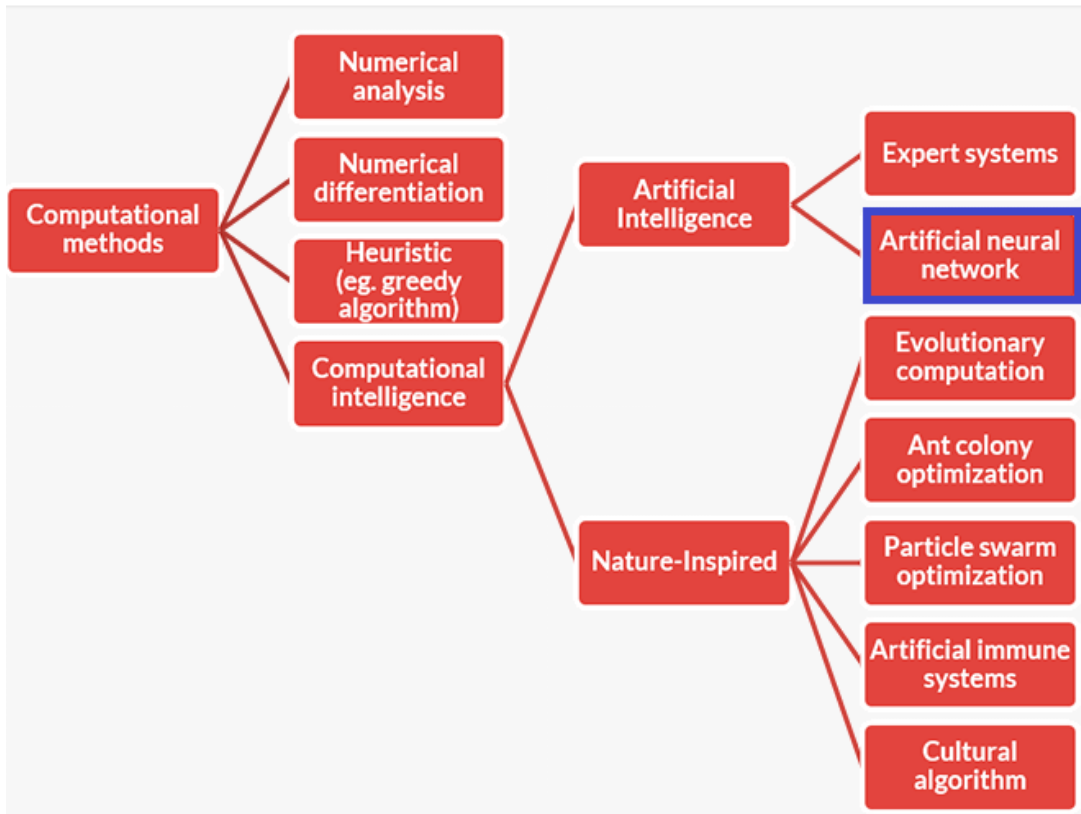 Computational
methods
Numerical
analysis
Numerical
differentiation
Heuristic
(eg. greedy
algorithm)
Computational
intelligence
Artificial
Intelligence
Nature-Inspired
Expert systems
Artificial neural
network
Evolutionary
computation
Ant colony
optimization
Particle swarm
optimization
Artificial immune
systems
Cultural
algorithm